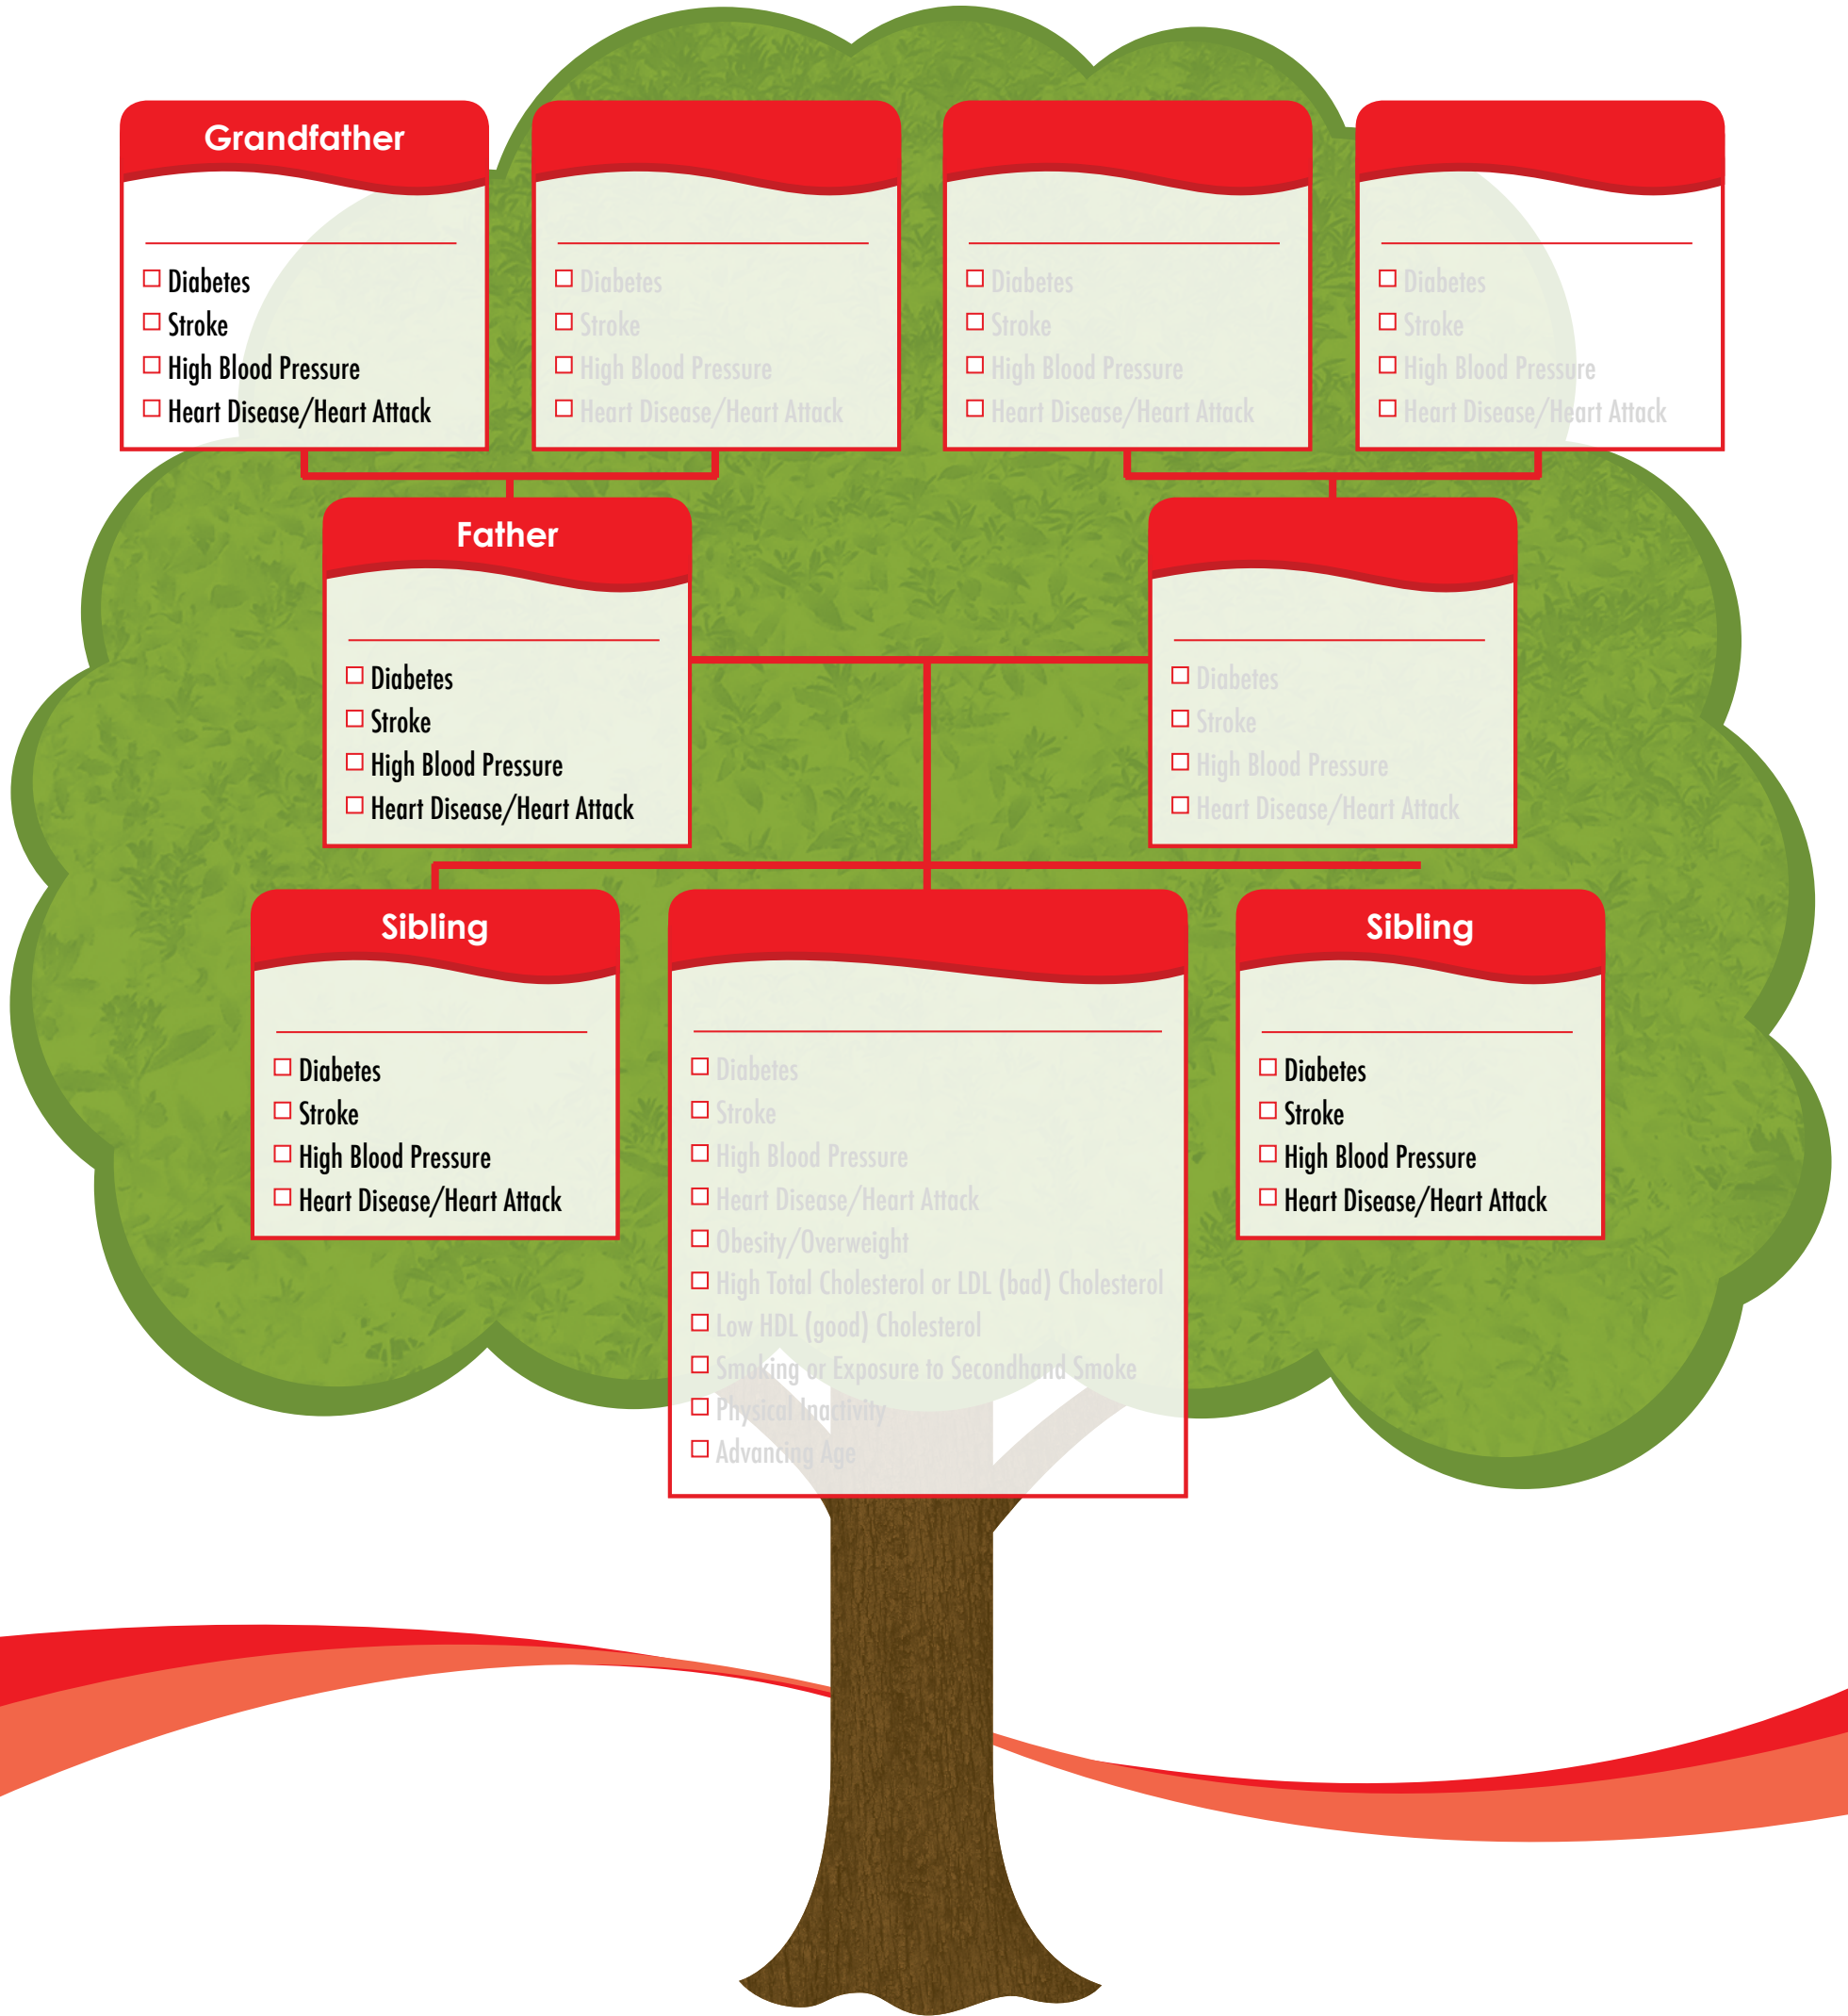 Grandfather
Diabetes
Stroke
High Blood Pressure
Heart Disease/Heart Attack
Diabetes
Stroke
High Blood Pressure
Heart Disease/Heart Attack
Diabetes
Stroke
High Blood Pressure
Heart Disease/Heart Attack
Diabetes
Stroke
High Blood Pressure
Heart Disease/Heart Attack
Father
Diabetes
Stroke
High Blood Pressure
Heart Disease/Heart Attack
Diabetes
Stroke
High Blood Pressure
Heart Disease/Heart Attack
Sibling
Diabetes
Stroke
High Blood Pressure
Heart Disease/Heart Attack
Diabetes
Stroke
High Blood Pressure
Heart Disease/Heart Attack
Obesity/Overweight
High Total Cholesterol or LDL (bad) Cholesterol
Low HDL (good) Cholesterol
Smoking or Exposure to Secondhand Smoke
Physical Inactivity
Advancing Age
Sibling
Diabetes
Stroke
High Blood Pressure
Heart Disease/Heart Attack